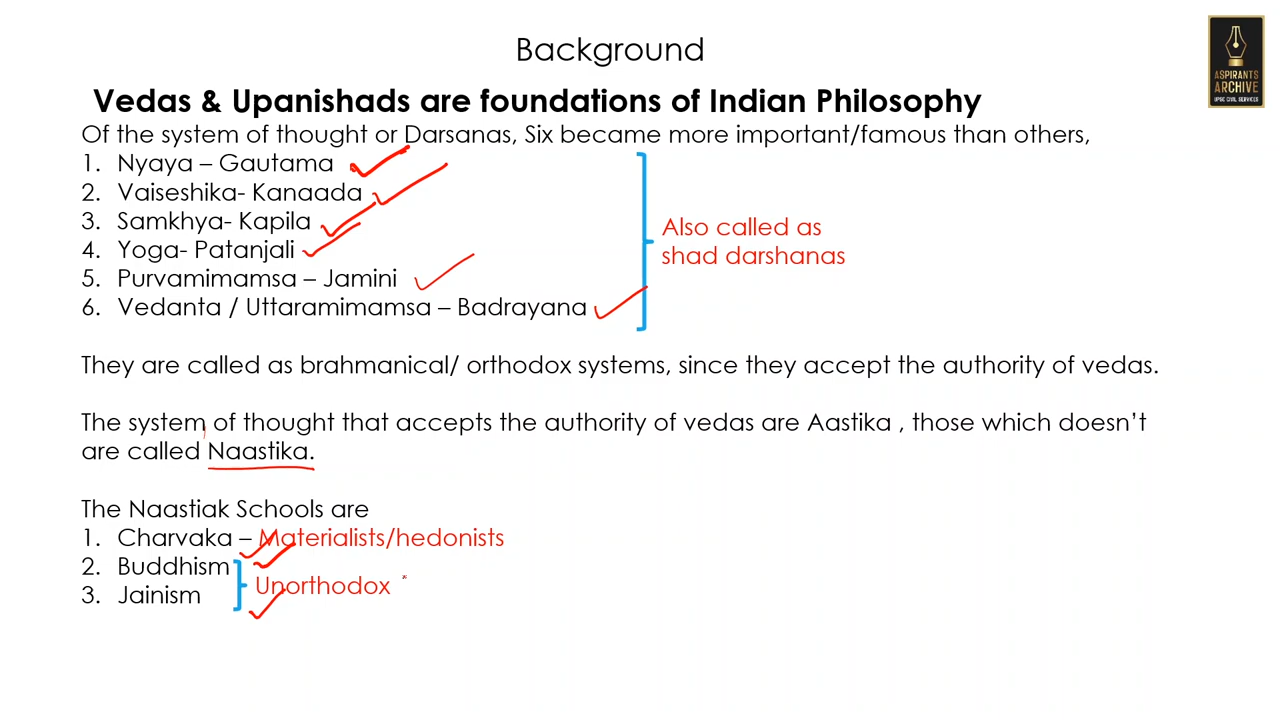 Background
ASPIRANTS
ARCHIVE
UPSC CIVIL SERVICES
Vedas & Upanishads are foundations of Indian Philosophy
Of the system of thought or Darsanas, Six became more important/famous than others,
1. Nyaya – Gautama
2. Vaiseshika- Kanaada
3. Samkhya- Kapila
4. Yoga- Patanjali
5. Purvamimamsa – Jamini
6. Vedanta / Uttaramimamsa – Badrayana
Also called as
shad darshanas
They are called as brahmanical/ orthodox systems, since they accept the authority of vedas.
The system of thought that accepts the authority of vedas are Aastika , those which doesn't
are called Naastika.
The Naastiak Schools are
1. Charvaka – Materialists/hedonists
2. Buddhism
3. Jainism
Unorthodox